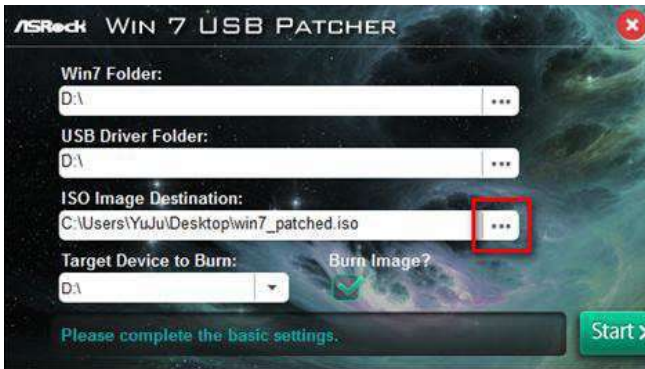 ASRock WIN 7 USB PATCHER
Win7 Folder:
D:\
USB Driver Folder:
D:\
ISO Image Destination:
C:\Users\YuJu\Desktop\win7_patched.iso
Target Device to Burn: Burn Image?
D:\
Please complete the basic settings. Start